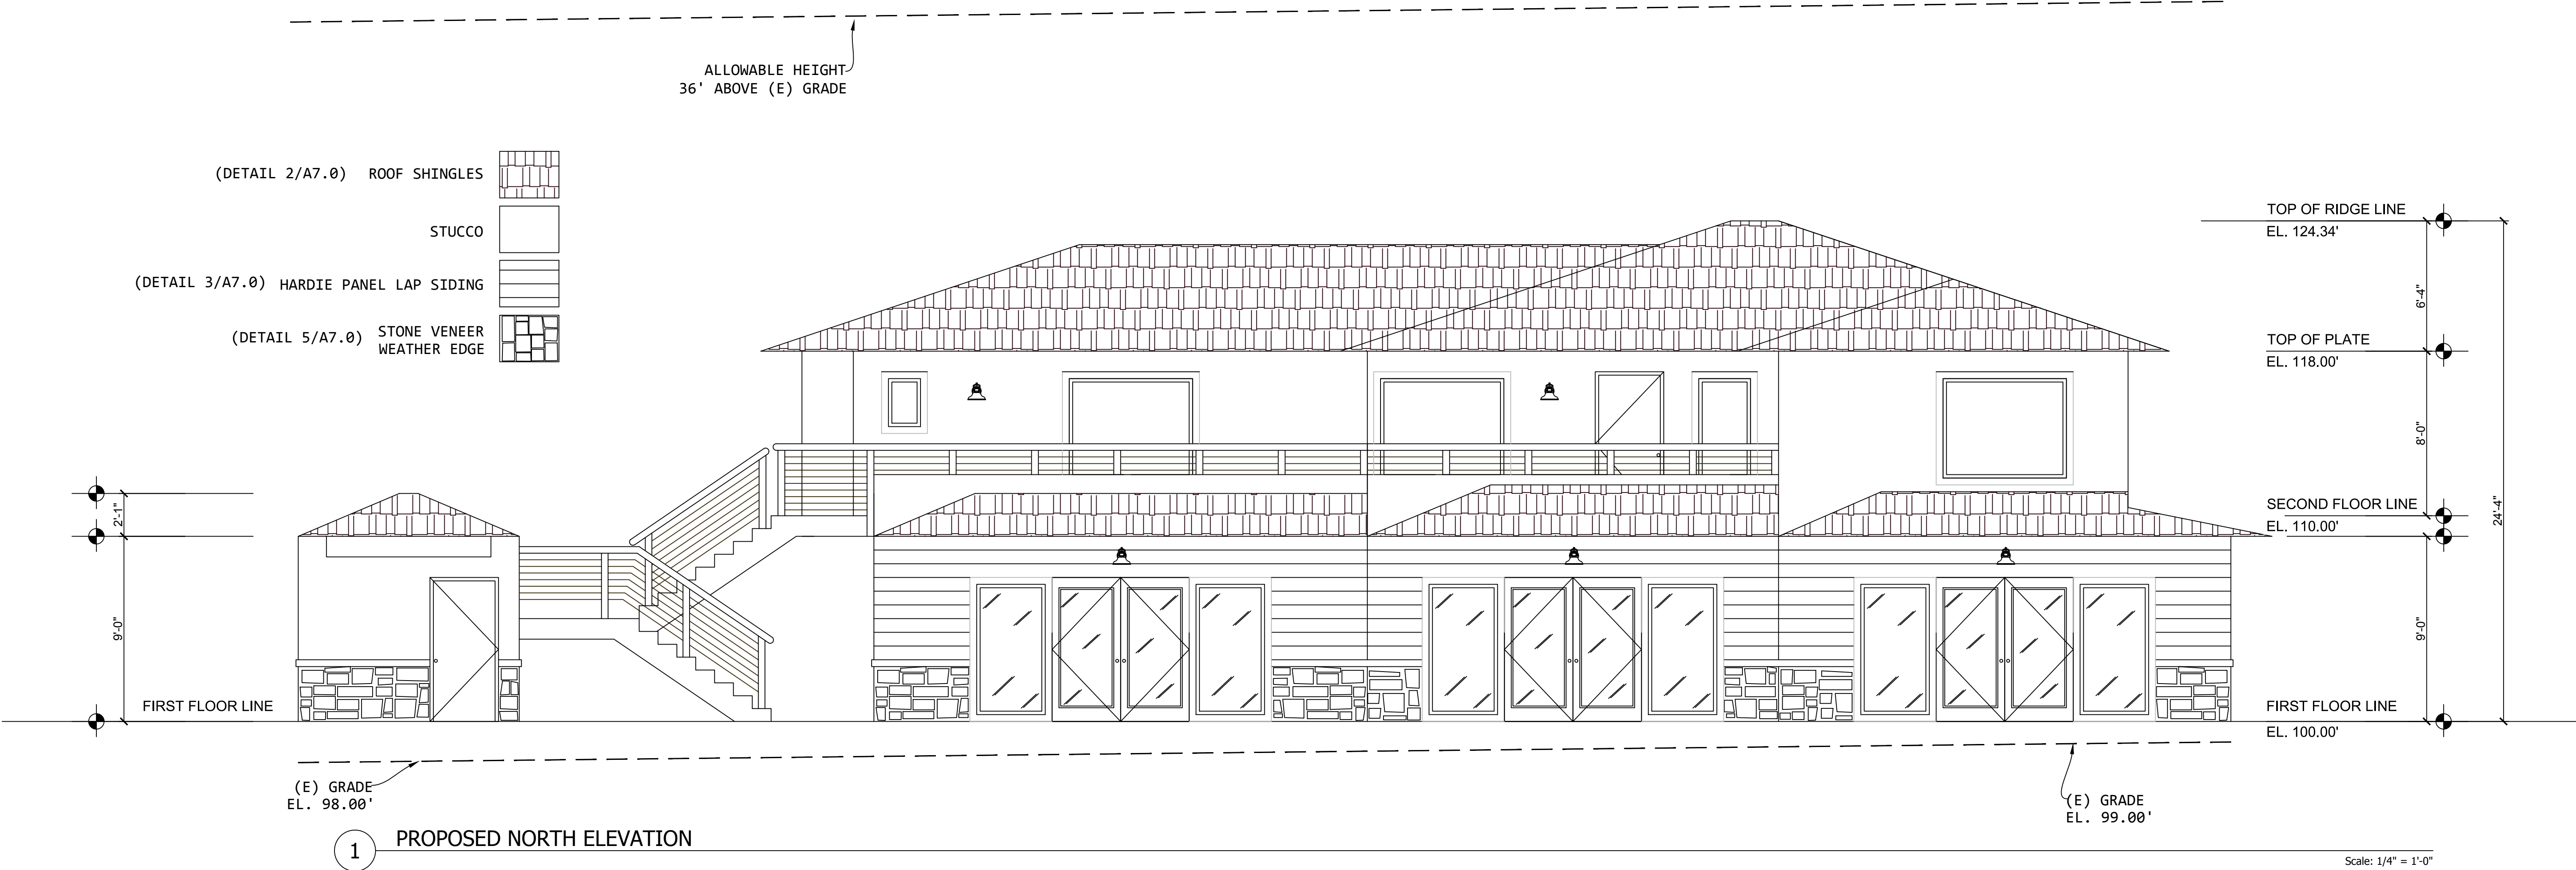 ALLOWABLE HEIGHT
36' ABOVE (E) GRADE
(DETAIL 2/A7.0) ROOF SHINGLES
STUCCO
(DETAIL 3/A7.0) HARDIE PANEL LAP SIDING
(DETAIL 5/A7.0) STONE VENEER
WEATHER EDGE
2'-1"
9'-0"
FIRST FLOOR LINE
TOP OF RIDGE LINE
EL. 124.34'
6'-4"
TOP OF PLATE
EL. 118.00'
8'-0"
SECOND FLOOR LINE
EL. 110.00'
24'-4"
9'-0"
FIRST FLOOR LINE
EL. 100.00'
(E) GRADE
EL. 98.00'
(E) GRADE
EL. 99.00'
1 PROPOSED NORTH ELEVATION
Scale: 1/4" = 1'-0"